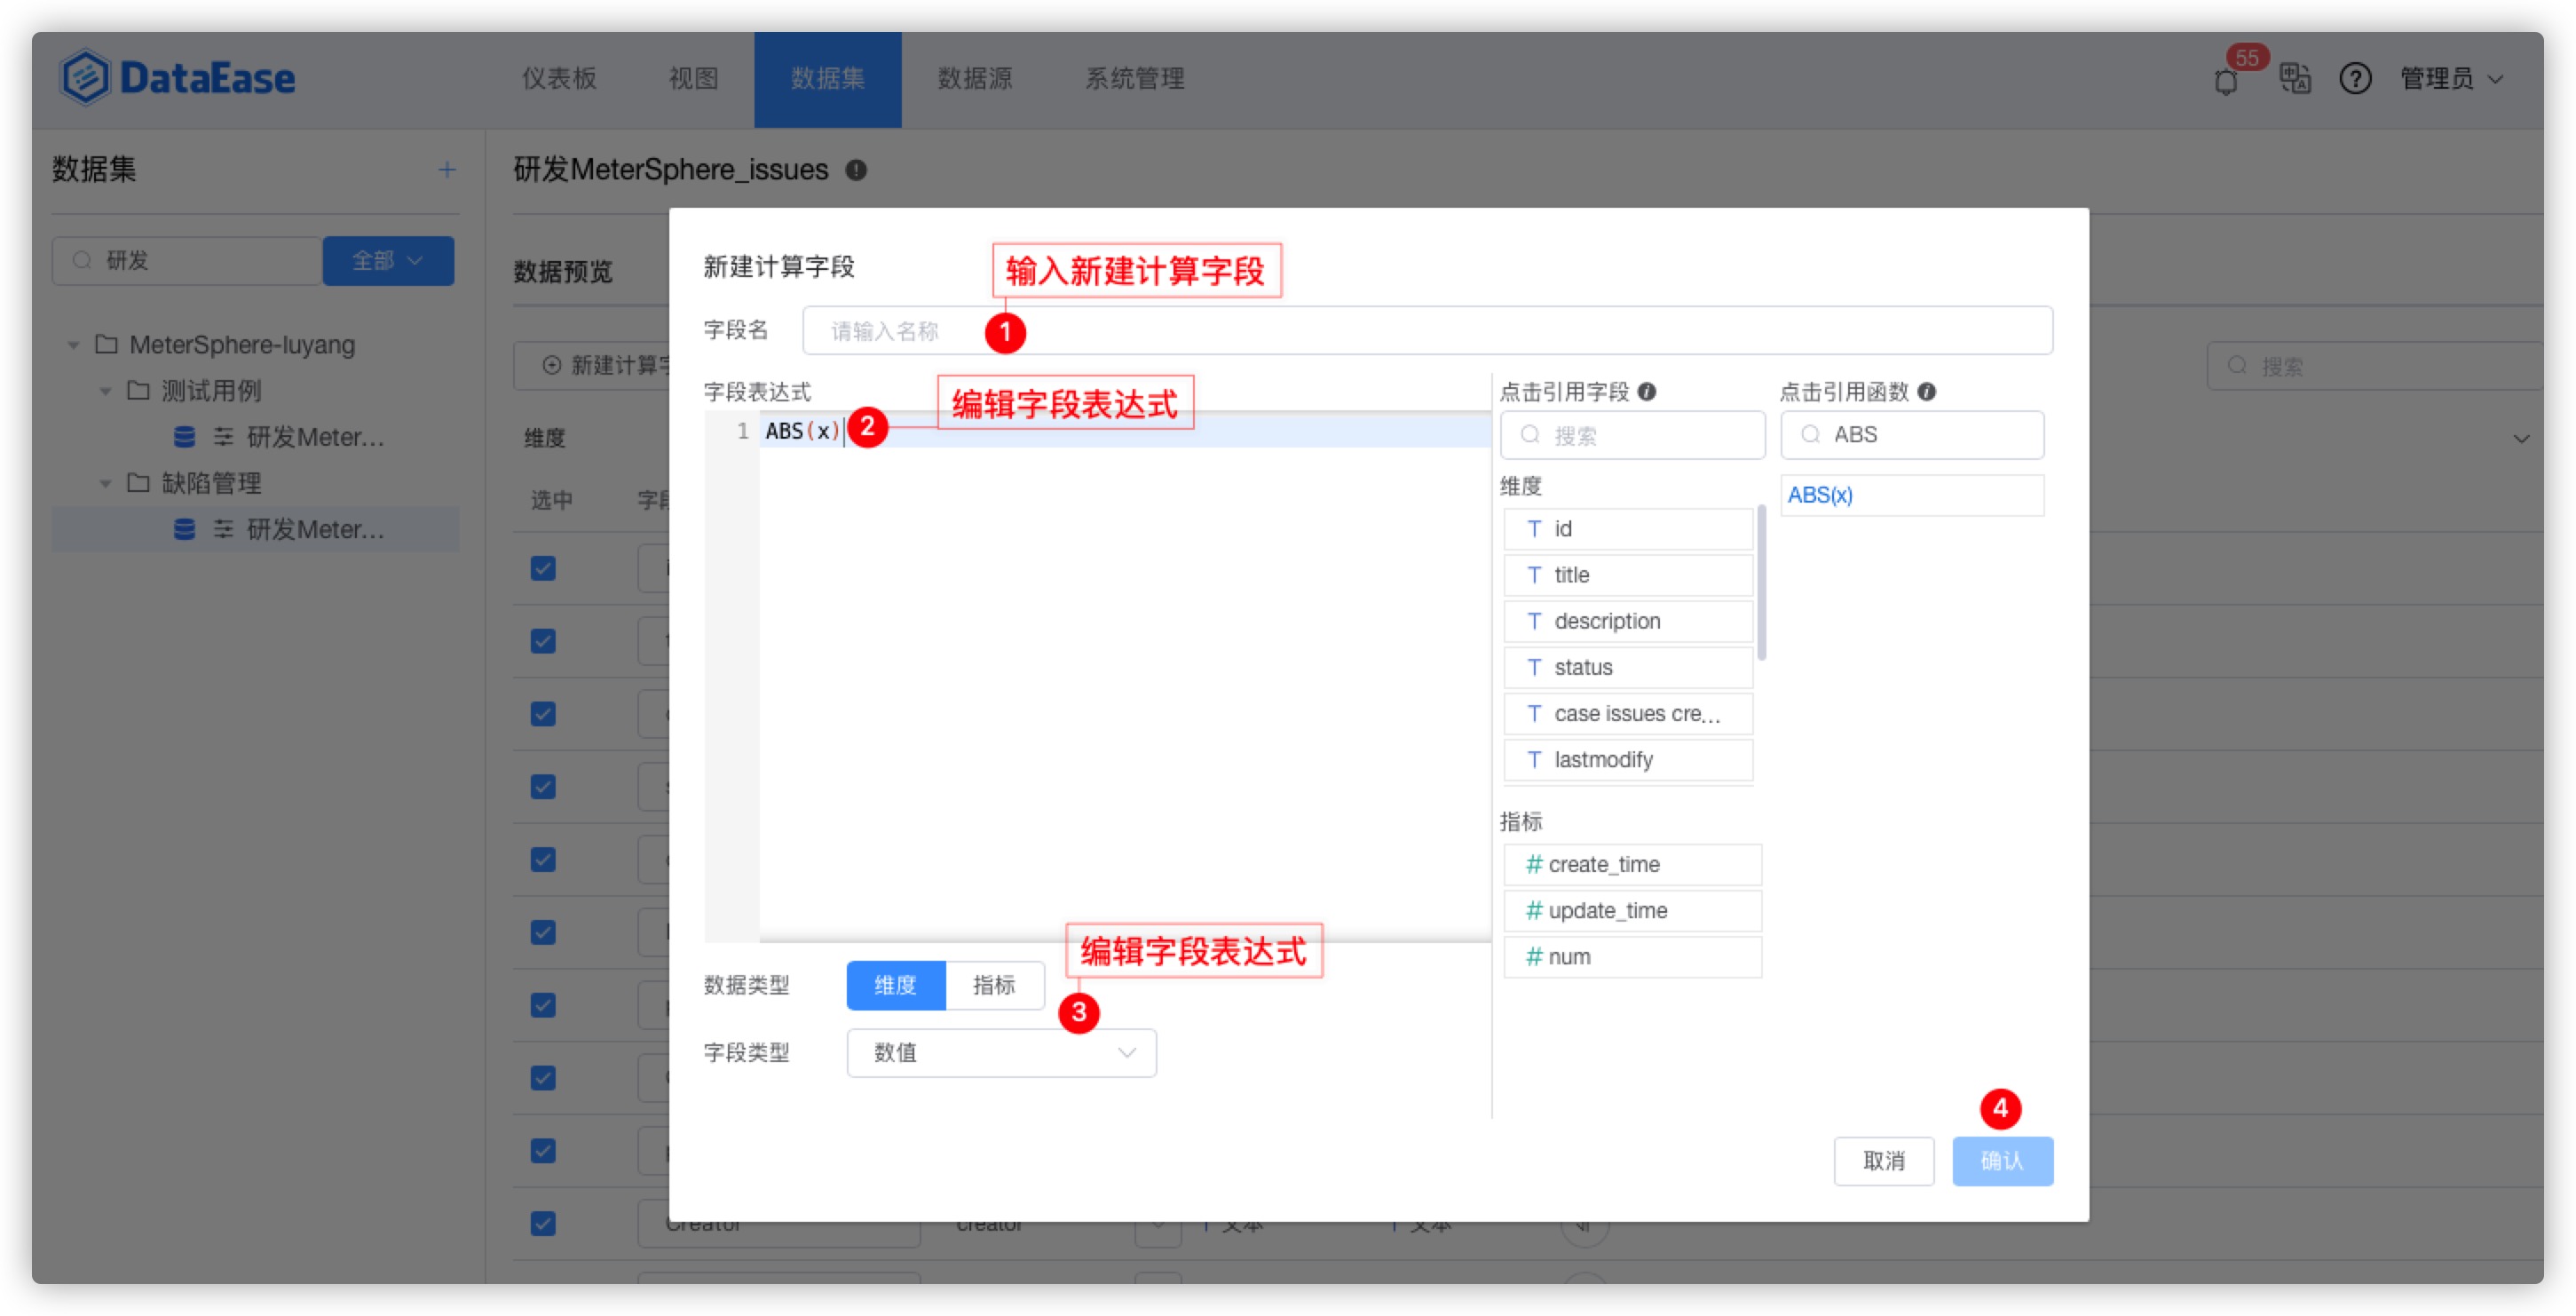 DataEase
仪表板
视图
数据集
数据源
系统管理
55
管理员
数据集
研发
全部
MeterSphere-luyang
测试用例
研发Meter...
缺陷管理
研发Meter...
研发MeterSphere_issues
数据预览
新建计算字
搜索
维度
选中
字段
新建计算字段
输入新建计算字段
字段名
请输入名称
1
字段表达式
编辑字段表达式
1 ABS(x)
2
点击引用字段
搜索
维度
T id
T title
T description
T status
T case issues cre...
T lastmodify
指标
# create_time
# update_time
# num
点击引用函数
ABS
ABS(x)
编辑字段表达式
数据类型
维度
指标
3
字段类型
数值
4
取消
确认
Creator
creator
T 文本
T 文本